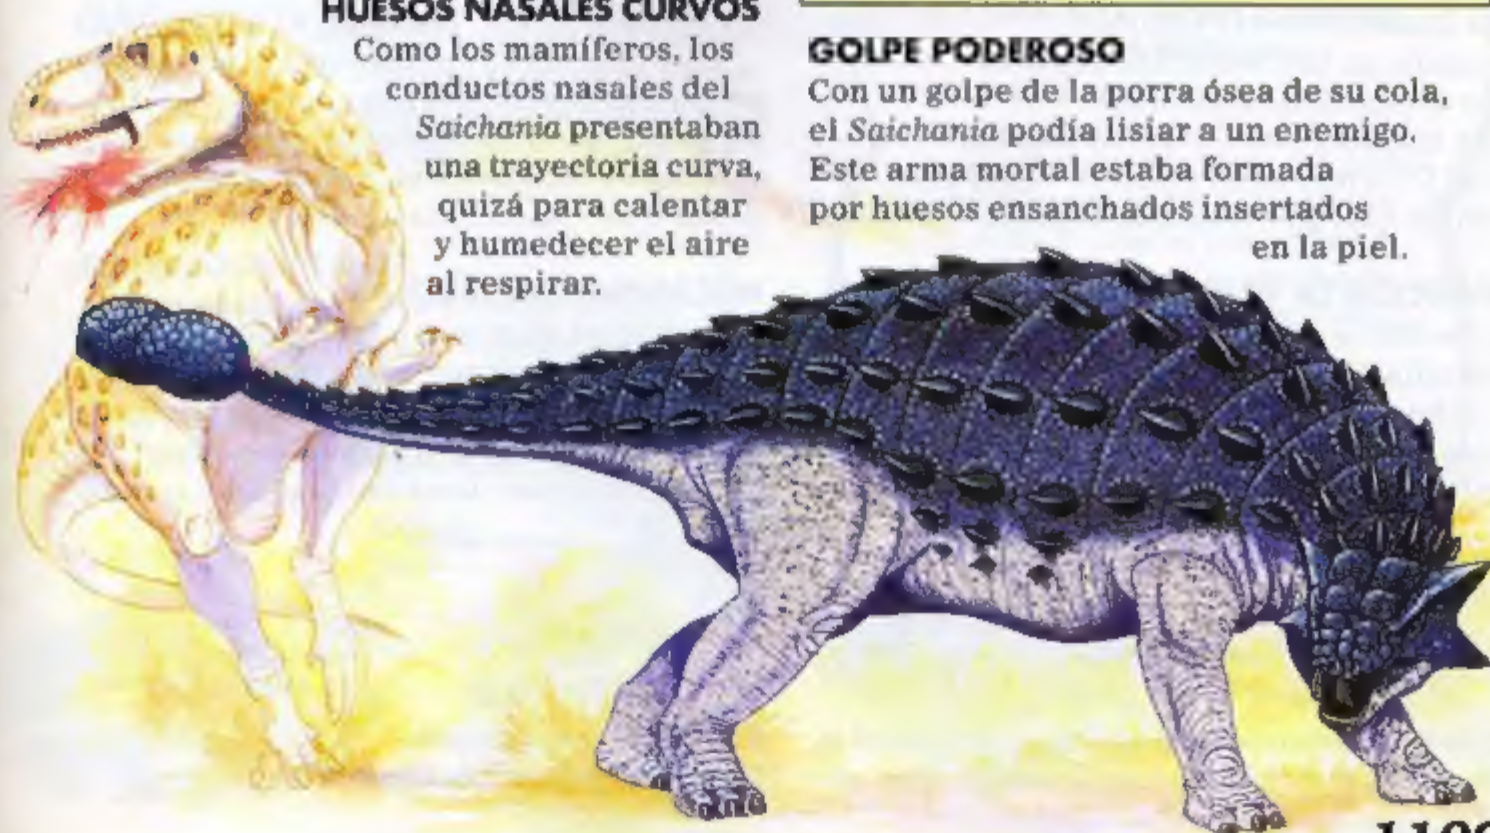 HUESOS NASALES CURVOS
Como los mamíferos, los
conductos nasales del
Saichania presentaban
una trayectoria curva,
quizá para calentar
y humedecer el aire
al respirar.
GOLPE PODEROSO
Con un golpe de la porra ósea de su cola,
el Saichania podía lisiar a un enemigo.
Este arma mortal estaba formada
por huesos ensanchados insertados
en la piel.